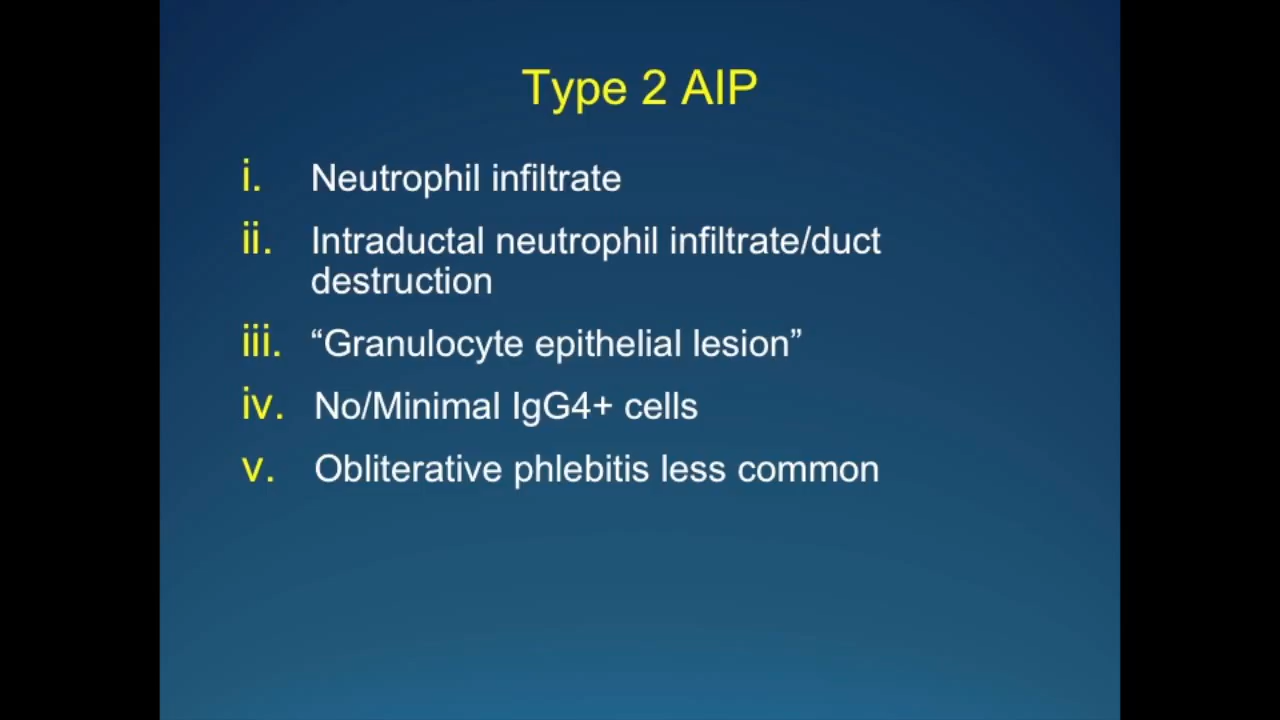 Type 2 AIP
i. Neutrophil infiltrate
ii. Intraductal neutrophil infiltrate/duct
destruction
iii. “Granulocyte epithelial lesion”
iv. No/Minimal IgG4+ cells
v. Obliterative phlebitis less common